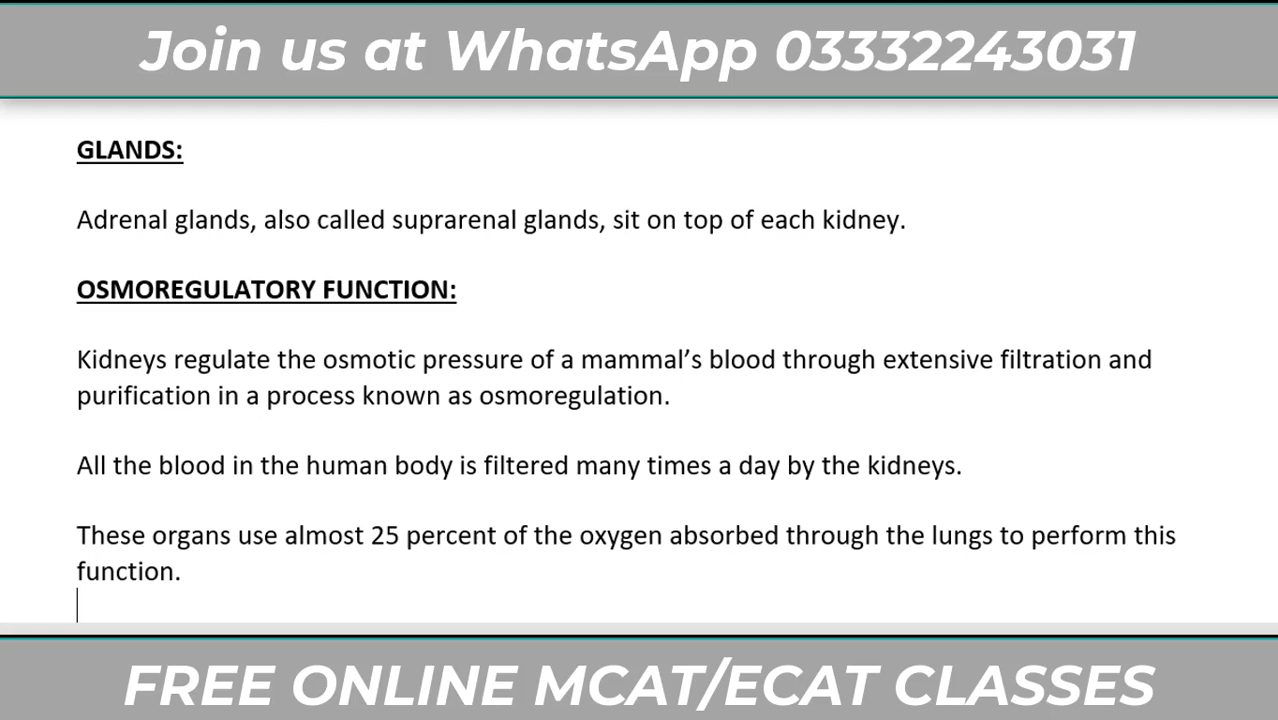 Join us at WhatsApp 03332243031
GLANDS:
Adrenal glands, also called suprarenal glands, sit on top of each kidney.
OSMOREGULATORY FUNCTION:
Kidneys regulate the osmotic pressure of a mammal’s blood through extensive filtration and
purification in a process known as osmoregulation.
All the blood in the human body is filtered many times a day by the kidneys.
These organs use almost 25 percent of the oxygen absorbed through the lungs to perform this
function.
FREE ONLINE MCAT/ECAT CLASSES